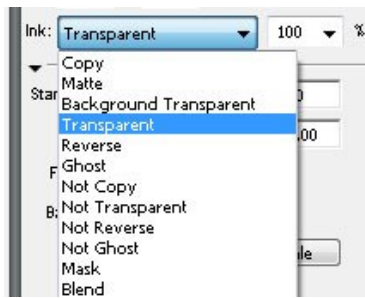 Ink: Transparent 100 %
Copy
Matte
Background Transparent
Transparent
Reverse
Ghost
Not Copy
Not Transparent
Not Reverse
Not Ghost
Mask
Blend